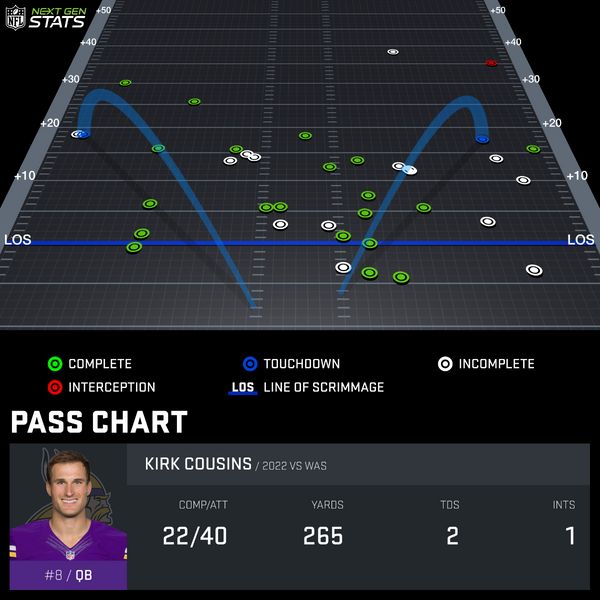 NFL NEXT GEN STATS
+50 +50
+40 +40
+30 +30
+20 +20
+10 +10
LOS LOS
COMPLETE TOUCHDOWN INCOMPLETE
INTERCEPTION LOS LINE OF SCRIMMAGE
PASS CHART
KIRK COUSINS / 2022 VS WAS
COMP/ATT YARDS TDS INTS
22/40 265 2 1
#8 / QB